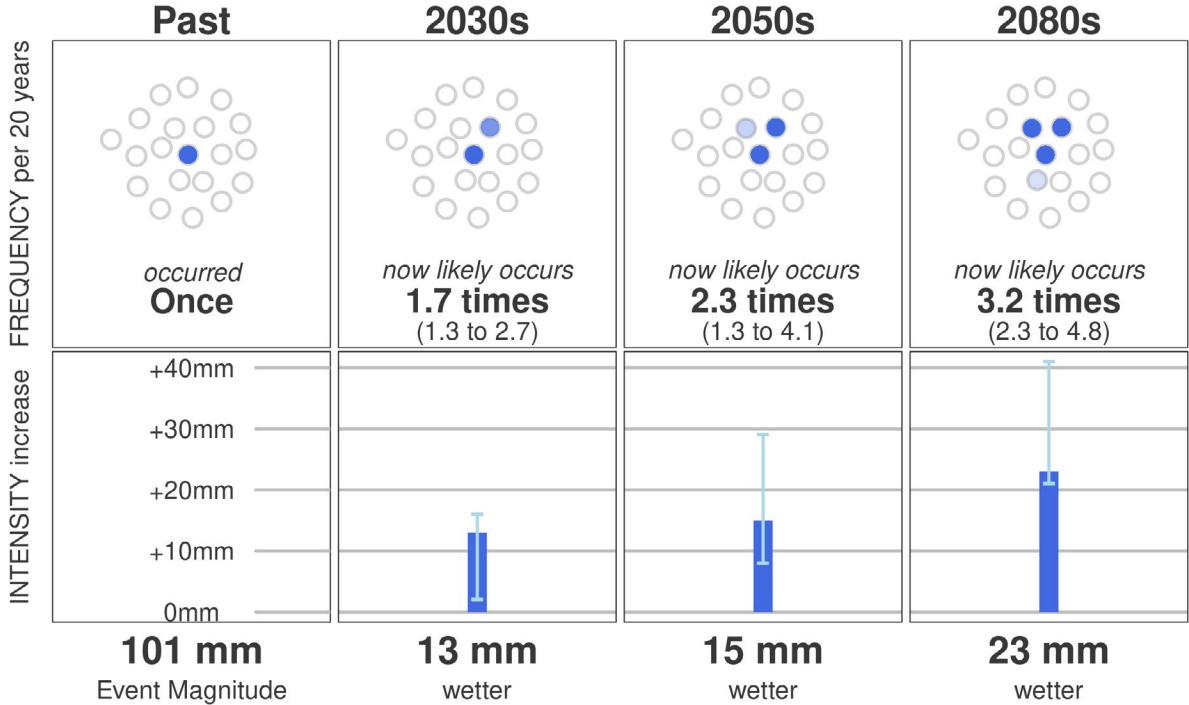 Past
2030s
2050s
2080s
FREQUENCY per 20 years
occurred
Once
now likely occurs
1.7 times
(1.3 to 2.7)
now likely occurs
2.3 times
(1.3 to 4.1)
now likely occurs
3.2 times
(2.3 to 4.8)
INTENSITY increase
+40mm
+30mm
+20mm
+10mm
0mm
101 mm
Event Magnitude
13 mm
wetter
15 mm
wetter
23 mm
wetter